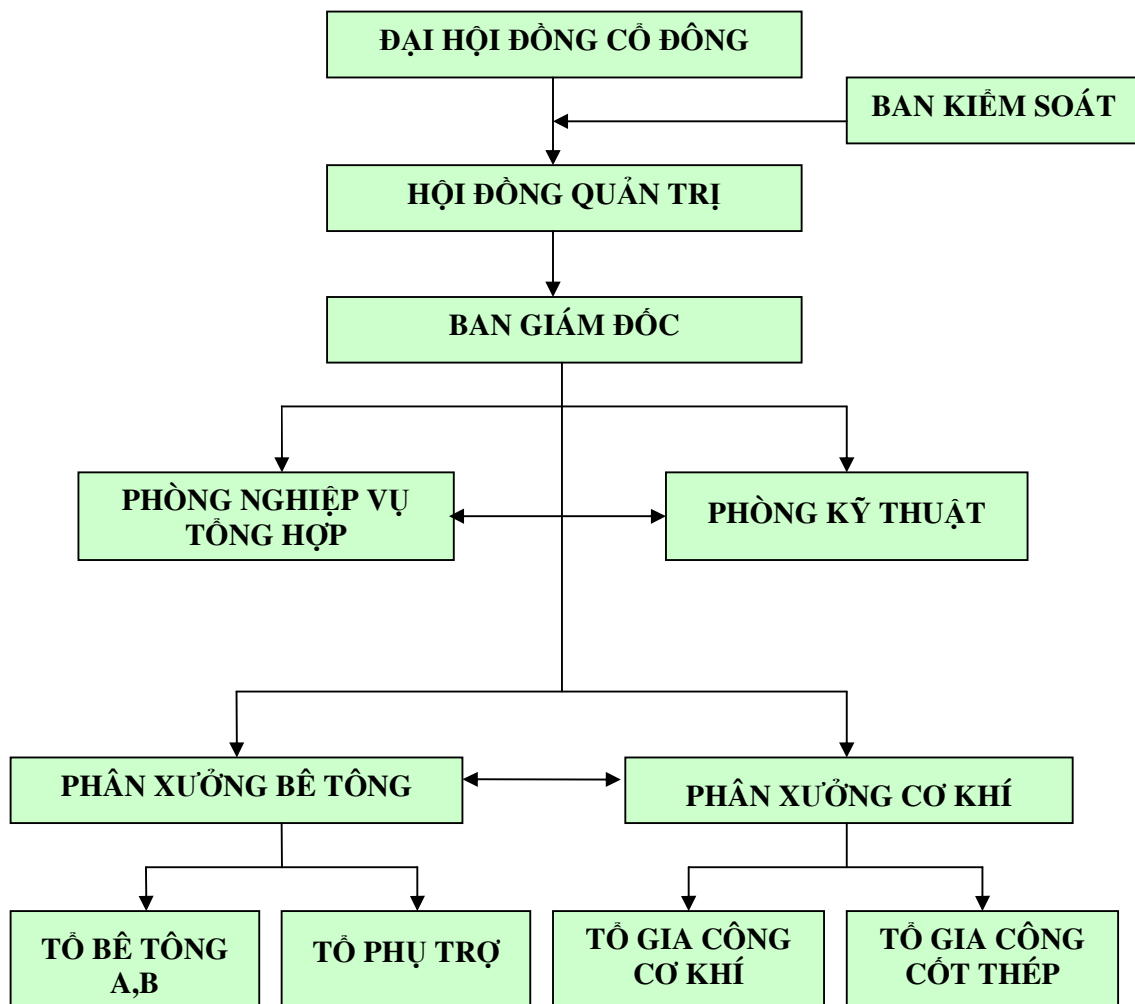 ĐẠI HỘI ĐỒNG CỔ ĐÔNG
BAN KIỂM SOÁT
HỘI ĐỒNG QUẢN TRỊ
BAN GIÁM ĐỐC
PHÒNG NGHIỆP VỤ
TỔNG HỢP
PHÒNG KỸ THUẬT
PHÂN XƯỞNG BÊ TÔNG
PHÂN XƯỞNG CƠ KHÍ
TỔ BÊ TÔNG
A,B
TỔ PHỤ TRỢ
TỔ GIA CÔNG
CƠ KHÍ
TỔ GIA CÔNG
CỐT THÉP